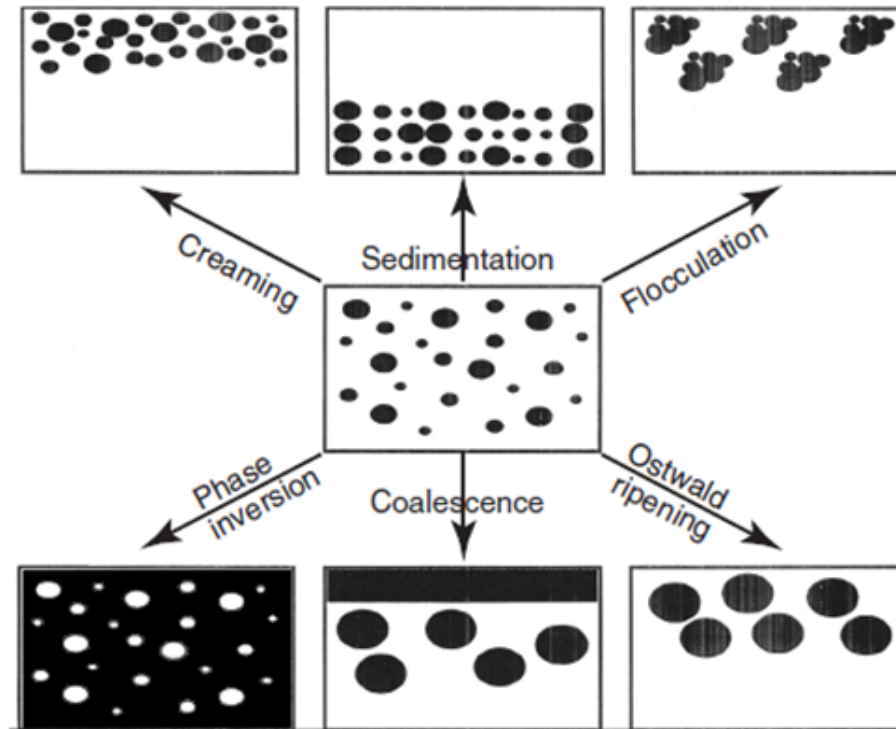 Creaming
Sedimentation
Flocculation
Phase
inversion
Coalescence
Ostwald
ripening